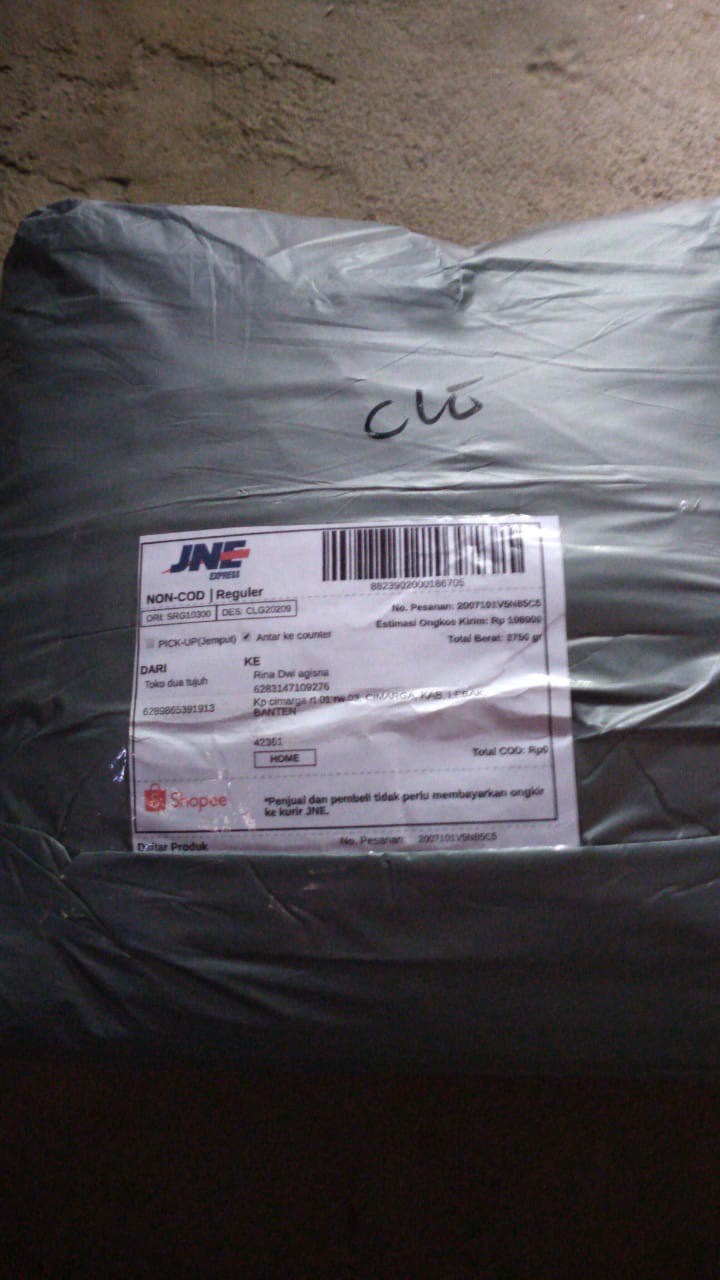 CLG
JNE
EXPRESS
8823902000186705
NON-COD | Reguler
ORI: SRG10300 DES: CLG20209
No. Pesanan: 2007101V5N85C5
Estimasi Ongkos Kirim: Rp 108000
PICK-UP(Jemput) Antar ke counter
Total Berat: 8750 gr
DARI
Toko dua tujuh
6289865391913
KE
Rina Dwi agisna
6283147109276
Kp cimarga rt 01 rw 03, CIMARGA, KAB. LEBAK,
BANTEN
42361
HOME
Total COD: Rp0
Shopee
*Penjual dan pembeli tidak perlu membayarkan ongkir
ke kurir JNE.
Daftar Produk
No. Pesanan: 2007101V5N85C5